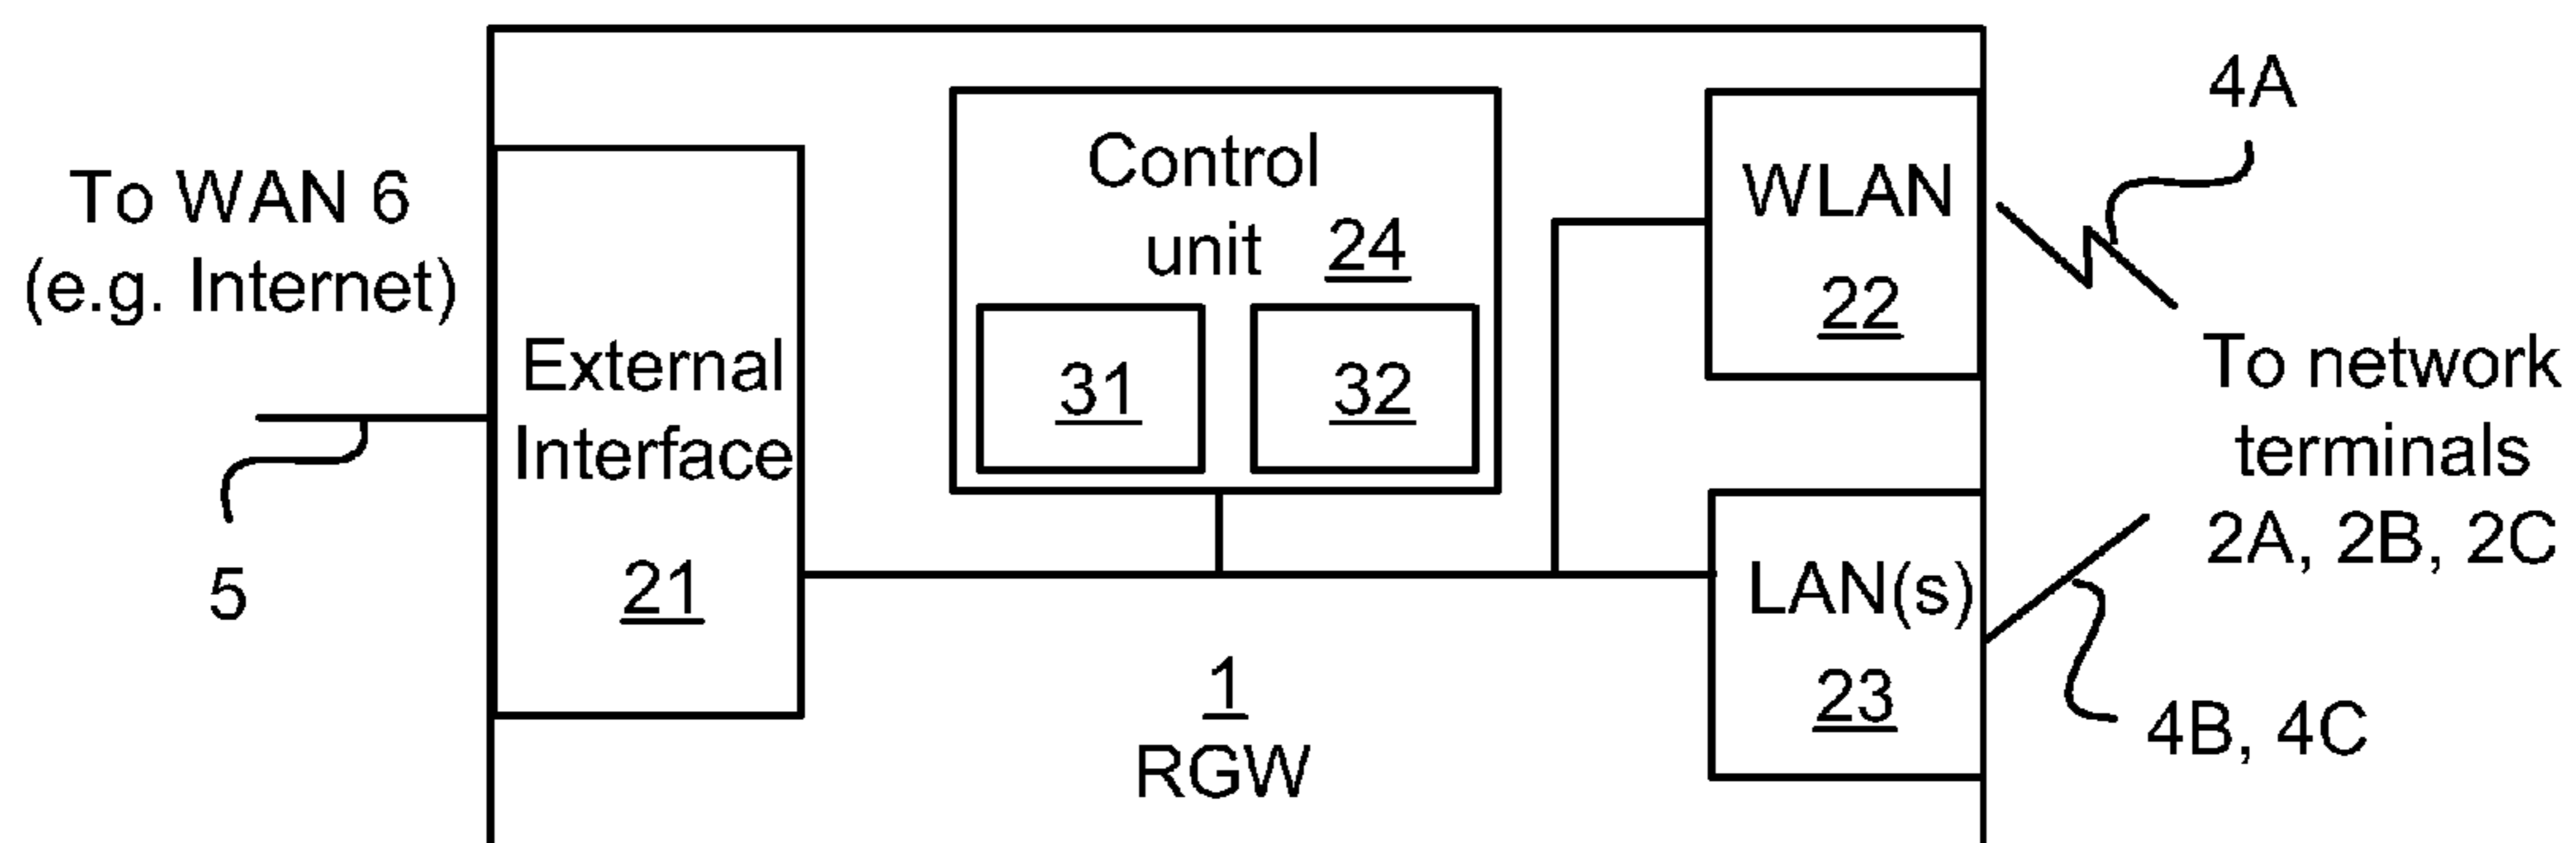 To WAN 6
(e.g. Internet)
5
External
Interface
21
Control
unit 24
31
32
1
RGW
WLAN
22
LAN(s)
23
4A
To network
terminals
2A, 2B, 2C
4B, 4C